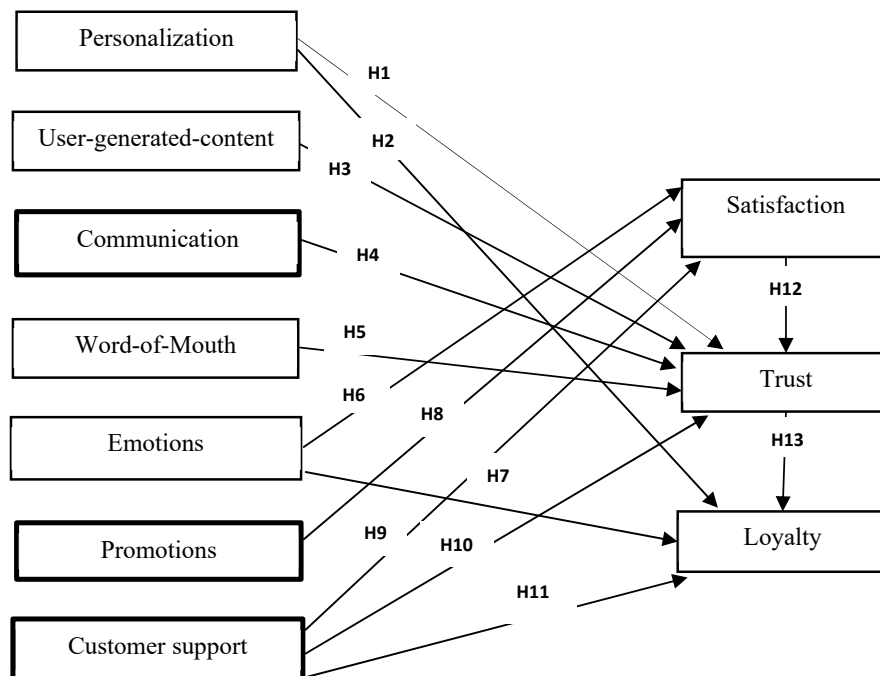 Personalization
H1
User-generated-content
H2
H3
Satisfaction
Communication
H4
H12
Word-of-Mouth
H5
Trust
H6
H8
Emotions
H13
H7
Promotions
H9
H10
Loyalty
H11
Customer support